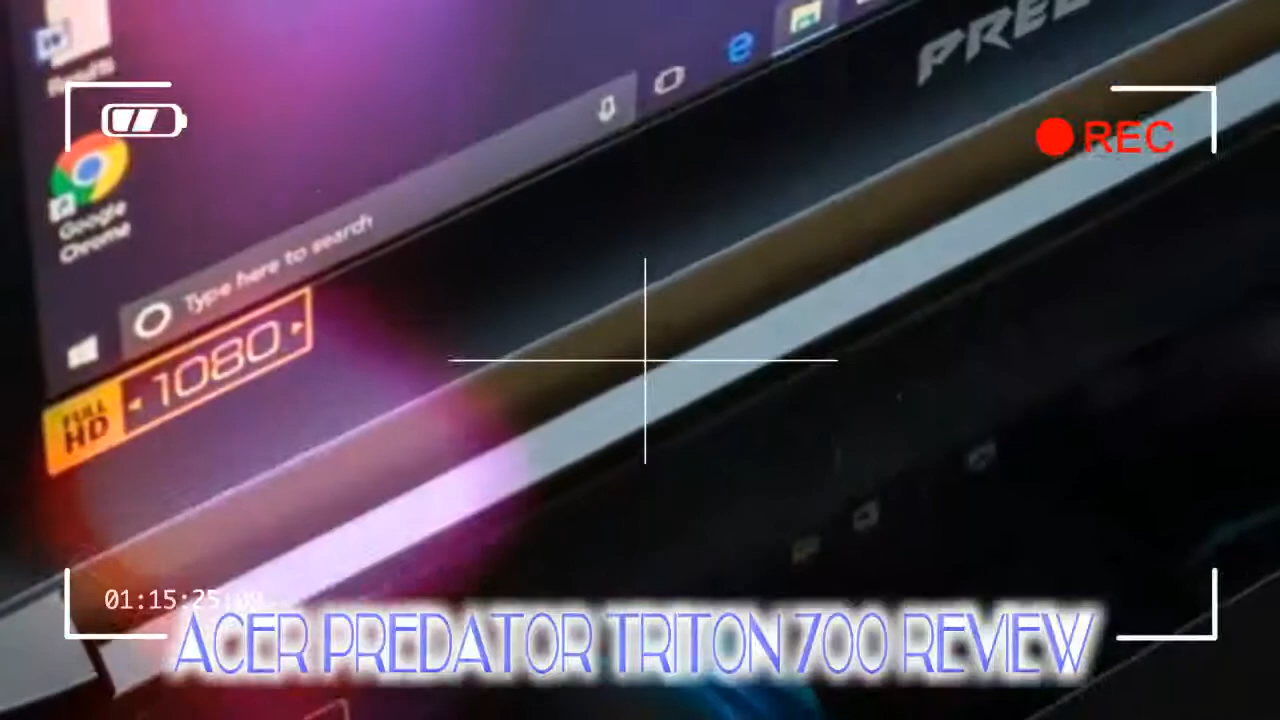 PRED
W
Results
REC
Google
Chrome
Type here to search
FULL
HD
1080
01:15:25
ACER PREDATOR TRITON 700 REVIEW